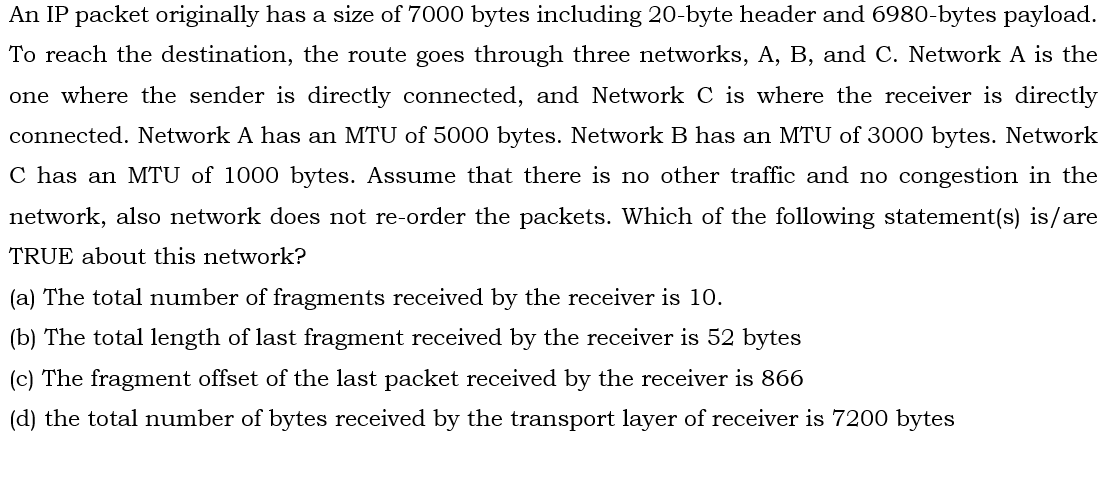 An IP packet originally has a size of 7000 bytes including 20-byte header and 6980-bytes payload.
To reach the destination, the route goes through three networks, A, B, and C. Network A is the
one where the sender is directly connected, and Network C is where the receiver is directly
connected. Network A has an MTU of 5000 bytes. Network B has an MTU of 3000 bytes. Network
C has an MTU of 1000 bytes. Assume that there is no other traffic and no congestion in the
network, also network does not re-order the packets. Which of the following statement(s) is/are
TRUE about this network?
(a) The total number of fragments received by the receiver is 10.
(b) The total length of last fragment received by the receiver is 52 bytes
(c) The fragment offset of the last packet received by the receiver is 866
(d) the total number of bytes received by the transport layer of receiver is 7200 bytes